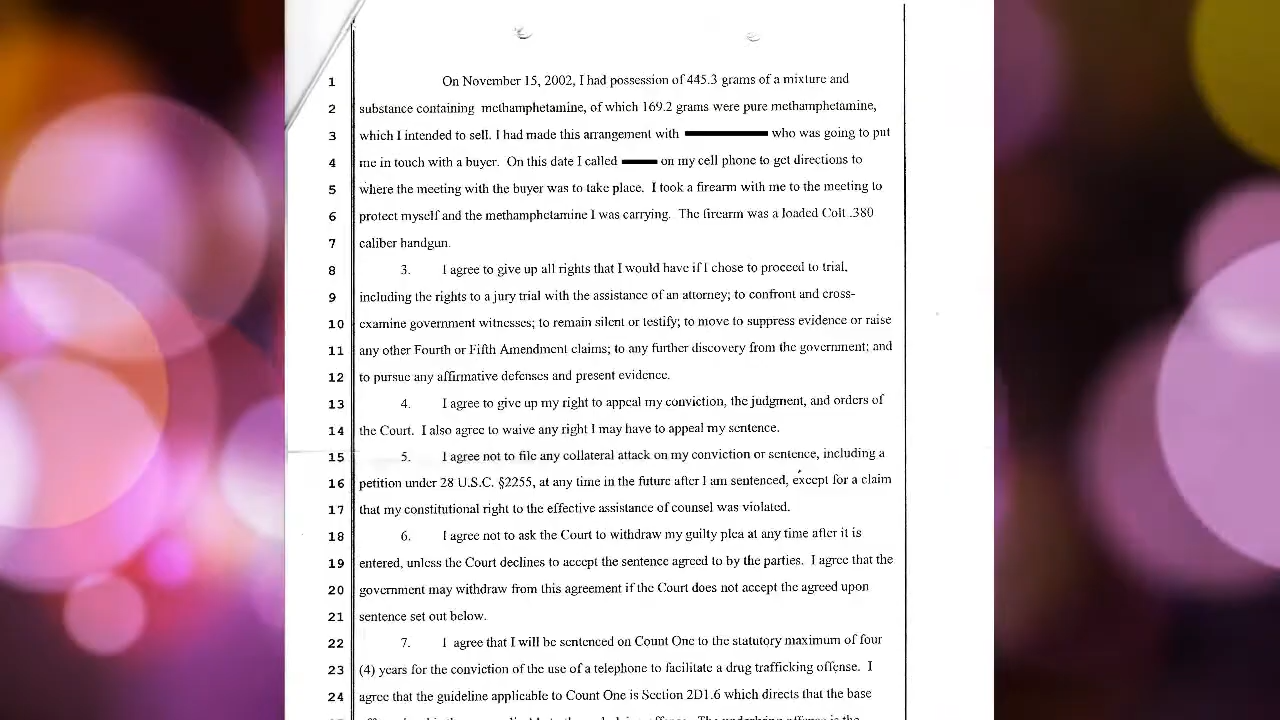 1 On November 15, 2002, I had possession of 445.3 grams of a mixture and
2 substance containing methamphetamine, of which 169.2 grams were pure methamphetamine,
3 which I intended to sell. I had made this arrangement with who was going to put
4 me in touch with a buyer. On this date I called on my cell phone to get directions to
5 where the meeting with the buyer was to take place. I took a firearm with me to the meeting to
6 protect myself and the methamphetamine I was carrying. The firearm was a loaded Colt .380
7 caliber handgun.
8 3. I agree to give up all rights that I would have if I chose to proceed to trial,
9 including the rights to a jury trial with the assistance of an attorney; to confront and cross-
10 examine government witnesses; to remain silent or testify; to move to suppress evidence or raise
11 any other Fourth or Fifth Amendment claims; to any further discovery from the government; and
12 to pursue any affirmative defenses and present evidence.
13 4. I agree to give up my right to appeal my conviction, the judgment, and orders of
14 the Court. I also agree to waive any right I may have to appeal my sentence.
15 5. I agree not to file any collateral attack on my conviction or sentence, including a
16 petition under 28 U.S.C. §2255, at any time in the future after I am sentenced, except for a claim
17 that my constitutional right to the effective assistance of counsel was violated.
18 6. I agree not to ask the Court to withdraw my guilty plea at any time after it is
19 entered, unless the Court declines to accept the sentence agreed to by the parties. I agree that the
20 government may withdraw from this agreement if the Court does not accept the agreed upon
21 sentence set out below.
22 7. I agree that I will be sentenced on Count One to the statutory maximum of four
23 (4) years for the conviction of the use of a telephone to facilitate a drug trafficking offense. I
24 agree that the guideline applicable to Count One is Section 2D1.6 which directs that the base